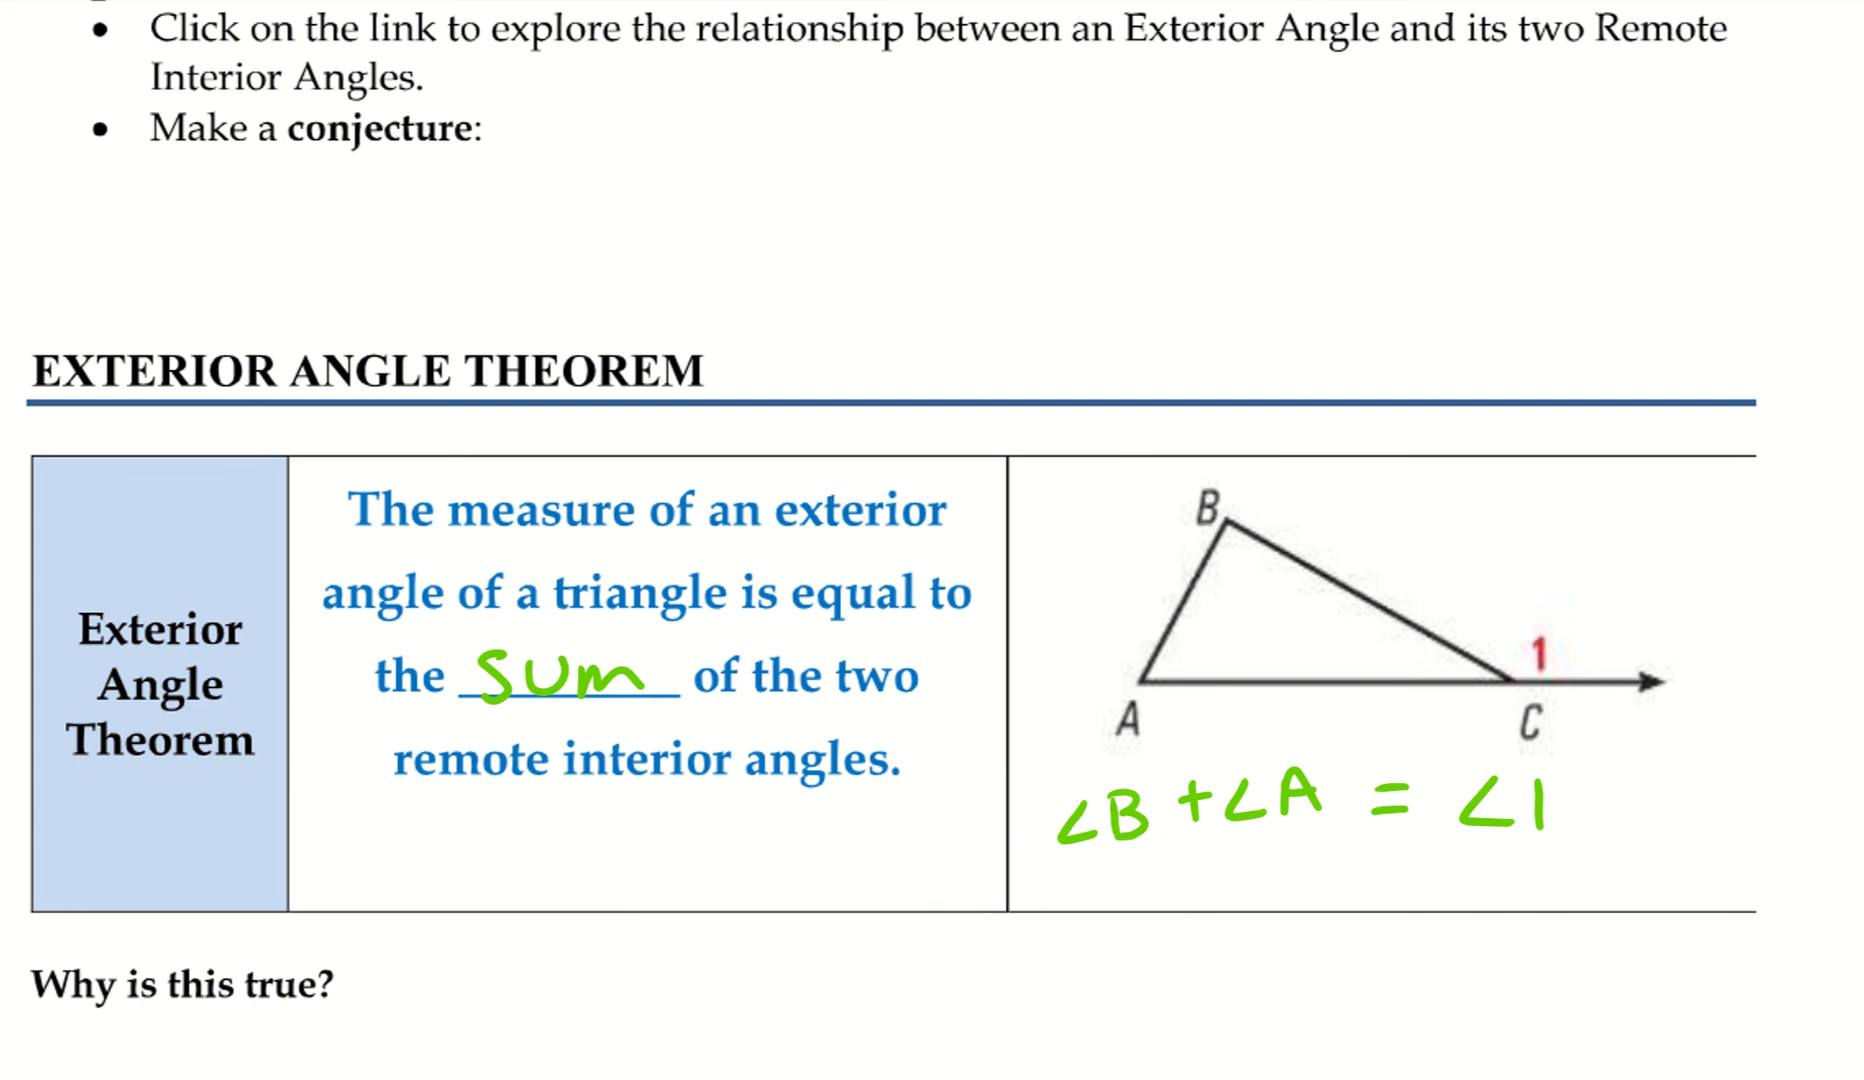 • Click on the link to explore the relationship between an Exterior Angle and its two Remote
Interior Angles.
• Make a conjecture:
EXTERIOR ANGLE THEOREM
Exterior
Angle
Theorem
The measure of an exterior
angle of a triangle is equal to
the sum of the two
remote interior angles.
B
1
A
C
∠B + ∠A = ∠1
Why is this true?